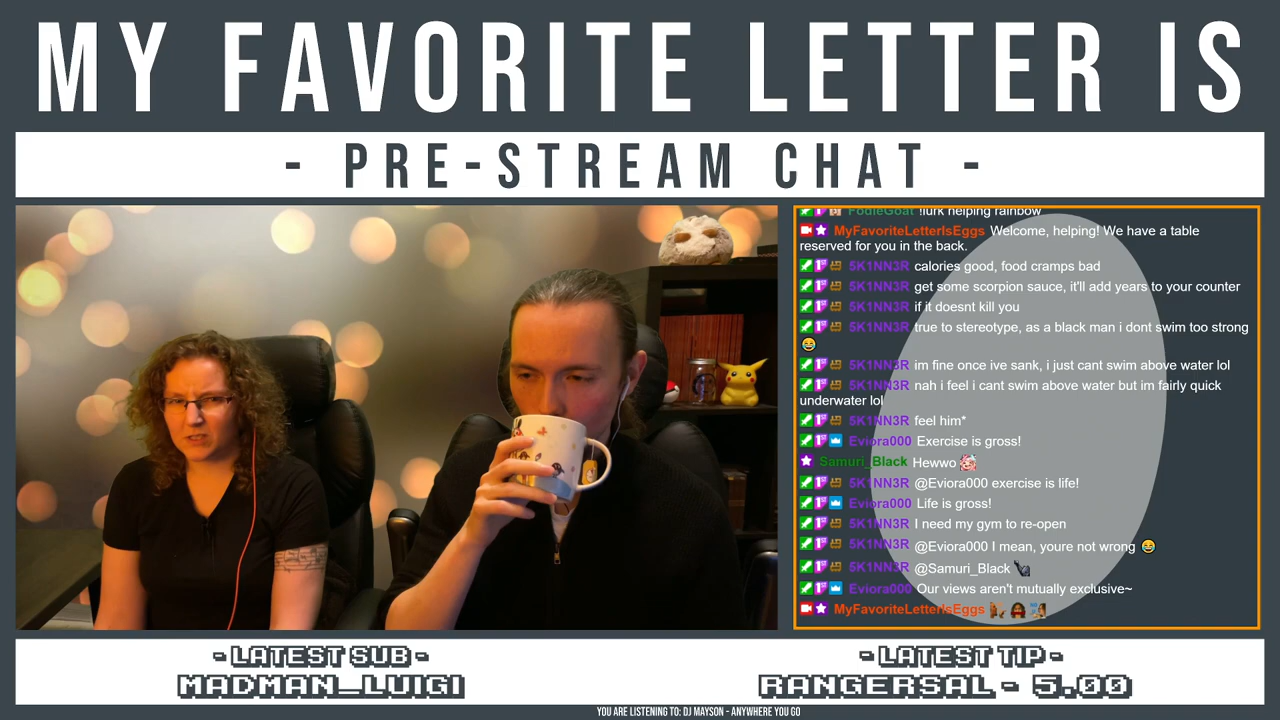 MY FAVORITE LETTER IS
- PRE-STREAM CHAT -
FodieGoat !lurk helping rainbow
MyFavoriteLetterIsEggs Welcome, helping! We have a table
reserved for you in the back.
5K1NN3R calories good, food cramps bad
5K1NN3R get some scorpion sauce, it'll add years to your counter
5K1NN3R if it doesnt kill you
5K1NN3R true to stereotype, as a black man i dont swim too strong
😂
5K1NN3R im fine once ive sank, i just cant swim above water lol
5K1NN3R nah i feel i cant swim above water but im fairly quick
underwater lol
5K1NN3R feel him*
Eviora000 Exercise is gross!
Samuri_Black Hewwo
5K1NN3R @Eviora000 exercise is life!
Eviora000 Life is gross!
5K1NN3R I need my gym to re-open
5K1NN3R @Eviora000 I mean, youre not wrong 😂
5K1NN3R @Samuri_Black
Eviora000 Our views aren't mutually exclusive~
MyFavoriteLetterIsEggs
- LATEST SUB -
MADMAN_LUIGI
- LATEST TIP -
RANGERSAL - 5.00
YOU ARE LISTENING TO: DJ MAYSON - ANYWHERE YOU GO